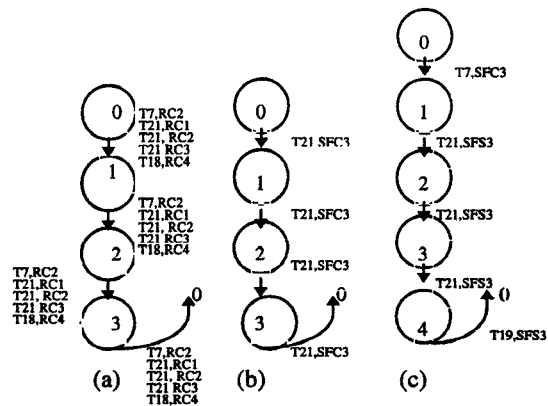 0
T7,RC2
T21,RC1
T21, RC2
T21 RC3
T18,RC4
1
T7,RC2
T21,RC1
T21, RC2
T21 RC3
T18,RC4
2
T7,RC2
T21,RC1
T21, RC2
T21 RC3
T18,RC4
3
0
T7,RC2
T21,RC1
T21, RC2
T21 RC3
T18,RC4
(a)
0
T21,SFC3
1
T21,SFC3
2
T21,SFC3
3
0
T21,SFC3
(b)
0
T7,SFC3
1
T21,SFS3
2
T21,SFS3
3
T21,SFS3
4
0
T19,SFS3
(c)